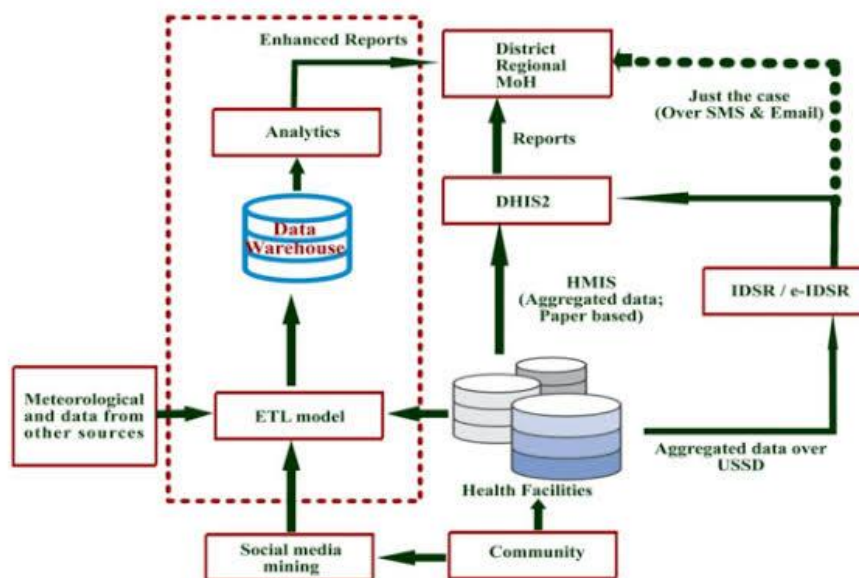 Enhanced Reports
District
Regional
MoH
Just the case
(Over SMS & Email)
Analytics
Reports
DHIS2
Data
Warehouse
HMIS
(Aggregated data;
Paper based)
IDSR / e-IDSR
Meteorological
and data from
other sources
ETL model
Aggregated data over
USSD
Health Facilities
Social media
mining
Community